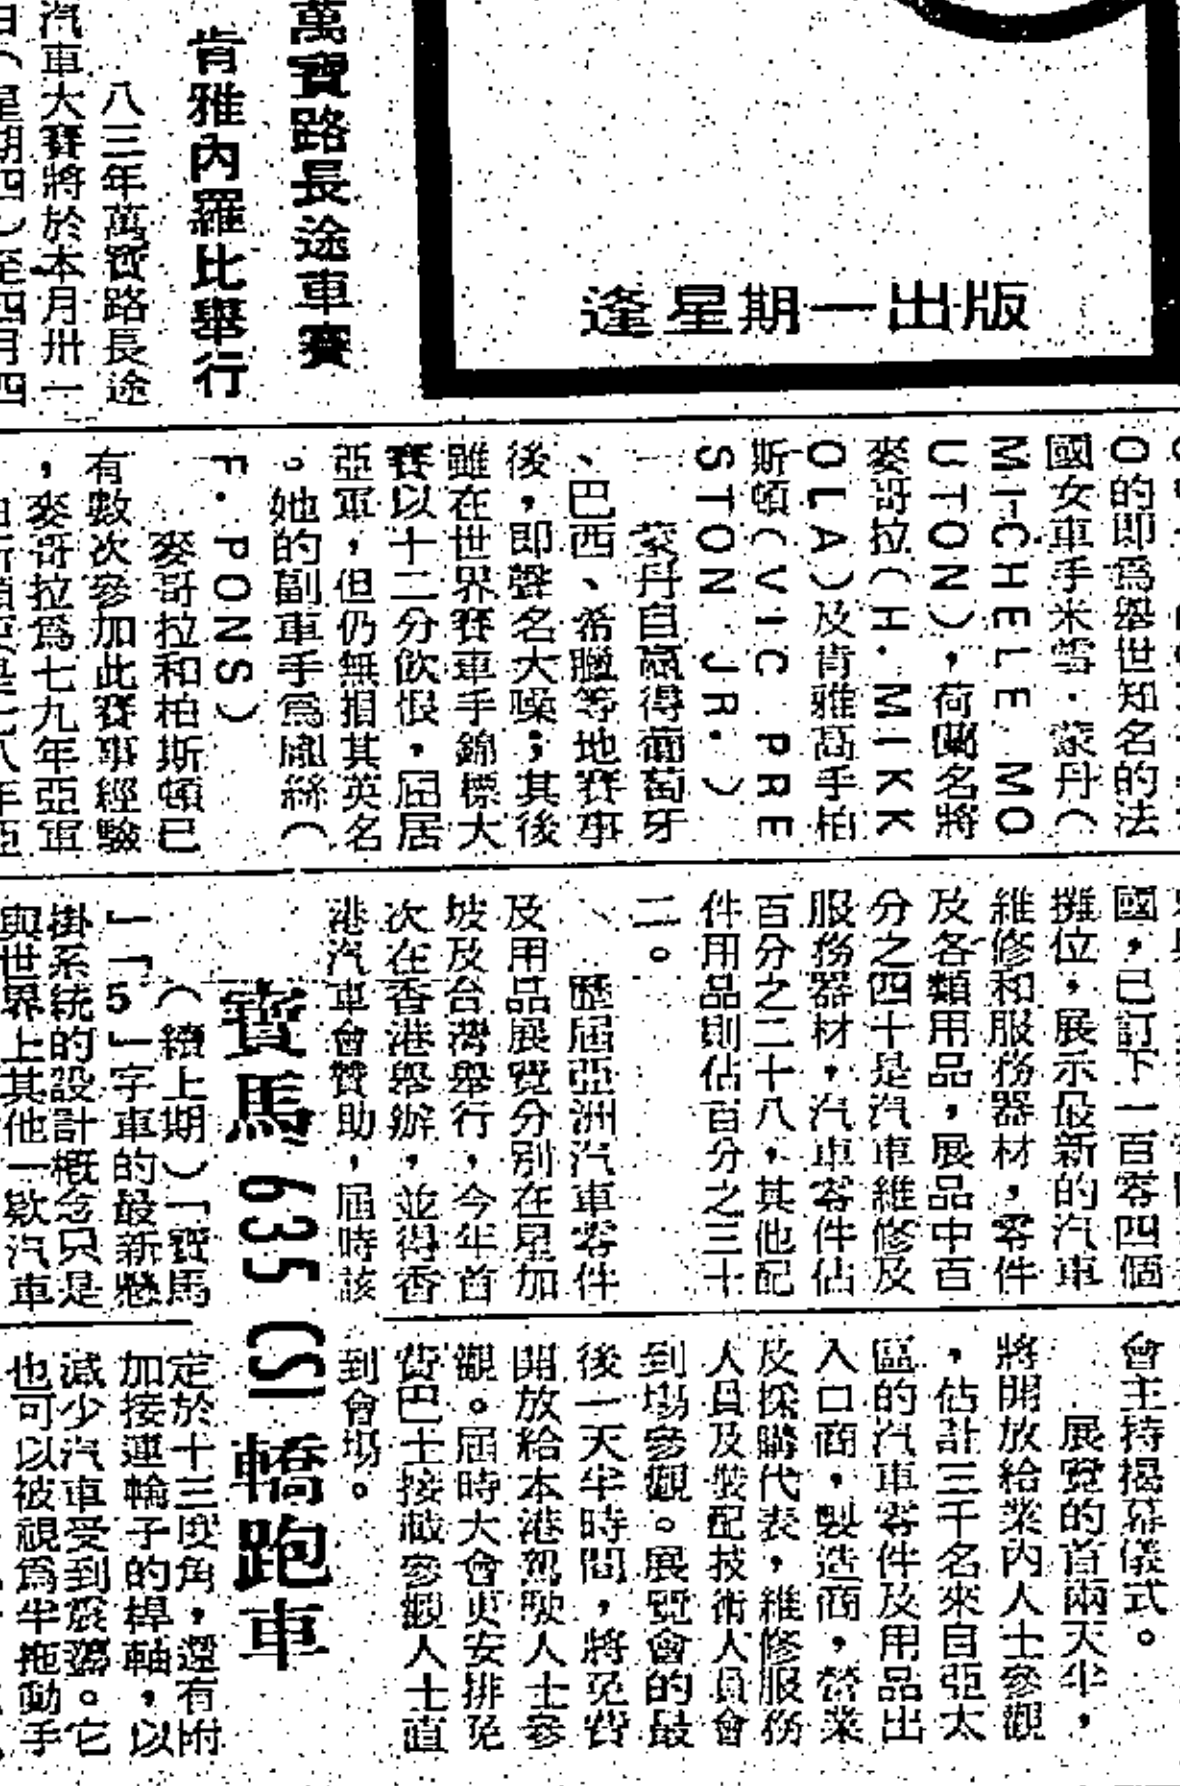 逢星期一出版
萬寶路長途車賽
肯雅內羅比舉行
八三年萬寶路長途
汽車大賽將於本月卅一
日（星期四）至四月四
O的即爲舉世知名的法
國女車手米雪．蒙丹（
MICHELE MO
UTON）、荷蘭名將
麥哥拉（H．MIKK
OLA）及肯雅高手柏
斯頓（VIC PRE
STON JR．）
一 蒙丹自贏得葡萄牙
、巴西、希臘等地賽事
後，即聲名大噪；其後
雖在世界賽車手錦標大
賽以十二分飲恨，屈居
亞軍，但仍無損其英名
。她的副車手爲龐絲（
F．PONS）
麥哥拉和柏斯頓已
有數次參加此賽事經驗
，麥哥拉爲七九年亞軍
國，已訂下一百零四個
攤位，展示最新的汽車
維修和服務器材，零件
及各類用品，展品中百
分之四十是汽車維修及
服務器材，汽車零件佔
百分之二十八，其他配
件用品則佔百分之三十
二。
歷屆亞洲汽車零件
及用品展覽分別在星加
坡及台灣舉行，今年首
次在香港舉辦，並得香
港汽車會贊助，屆時該
會主持揭幕儀式。
展覽的首兩天半，
將開放給業內人士參觀
，估計三千名來自亞太
區的汽車零件及用品出
入口商，製造商，營業
及採購代表，維修服務
人員及裝配技術人員會
到場參觀。展覽會的最
後一天半時間，將免費
開放給本港駕駛人士參
觀。屆時大會更安排免
費巴士接載參觀人士直
到會場。
寶馬 635 CSI 轎跑車
（續上期）「寶馬
」「5」字車的最新懸
掛系統的設計概念只是
與世界上其他一歀汽車
定於十三度角，還有附
加接連輪子的桿軸，以
減少汽車受到震盪。它
也可以被視爲半拖動手